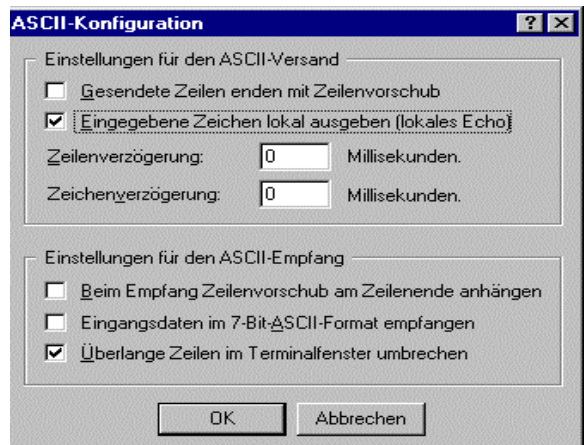 ASCII-Konfiguration
Einstellungen für den ASCII-Versand
Gesendete Zeilen enden mit Zeilenvorschub
Eingegebene Zeichen lokal ausgeben (lokales Echo)
Zeilenverzögerung: 0 Millisekunden.
Zeichenverzögerung: 0 Millisekunden.
Einstellungen für den ASCII-Empfang
Beim Empfang Zeilenvorschub am Zeilenende anhängen
Eingangsdaten im 7-Bit-ASCII-Format empfangen
Überlange Zeilen im Terminalfenster umbrechen
OK Abbrechen